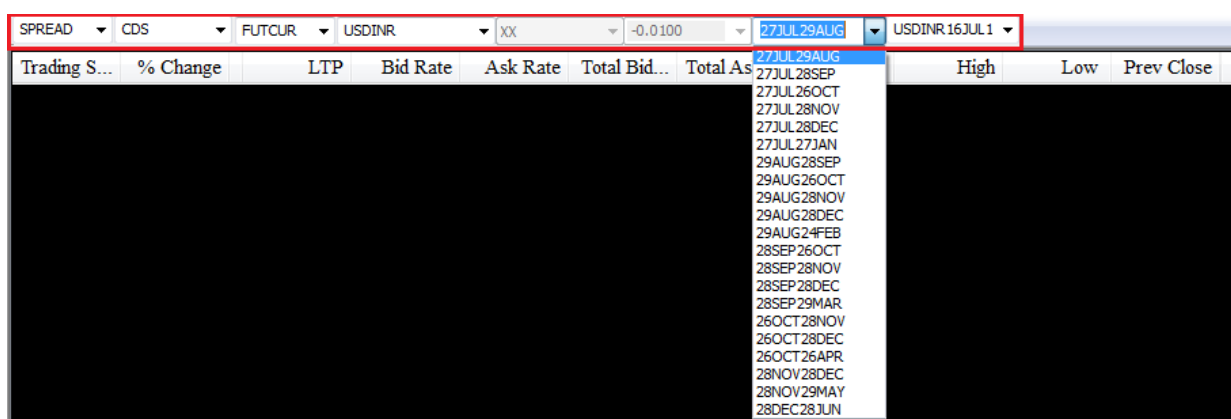 SPREAD CDS FUTCUR USDINR XX -0.0100 27JUL29AUG USDINR16JUL1
Trading S... % Change LTP Bid Rate Ask Rate Total Bid... Total As High Low Prev Close
27JUL29AUG
27JUL28SEP
27JUL26OCT
27JUL28NOV
27JUL28DEC
27JUL27JAN
29AUG28SEP
29AUG26OCT
29AUG28NOV
29AUG28DEC
29AUG24FEB
28SEP26OCT
28SEP28NOV
28SEP28DEC
28SEP29MAR
26OCT28NOV
26OCT28DEC
26OCT26APR
28NOV28DEC
28NOV29MAY
28DEC28JUN